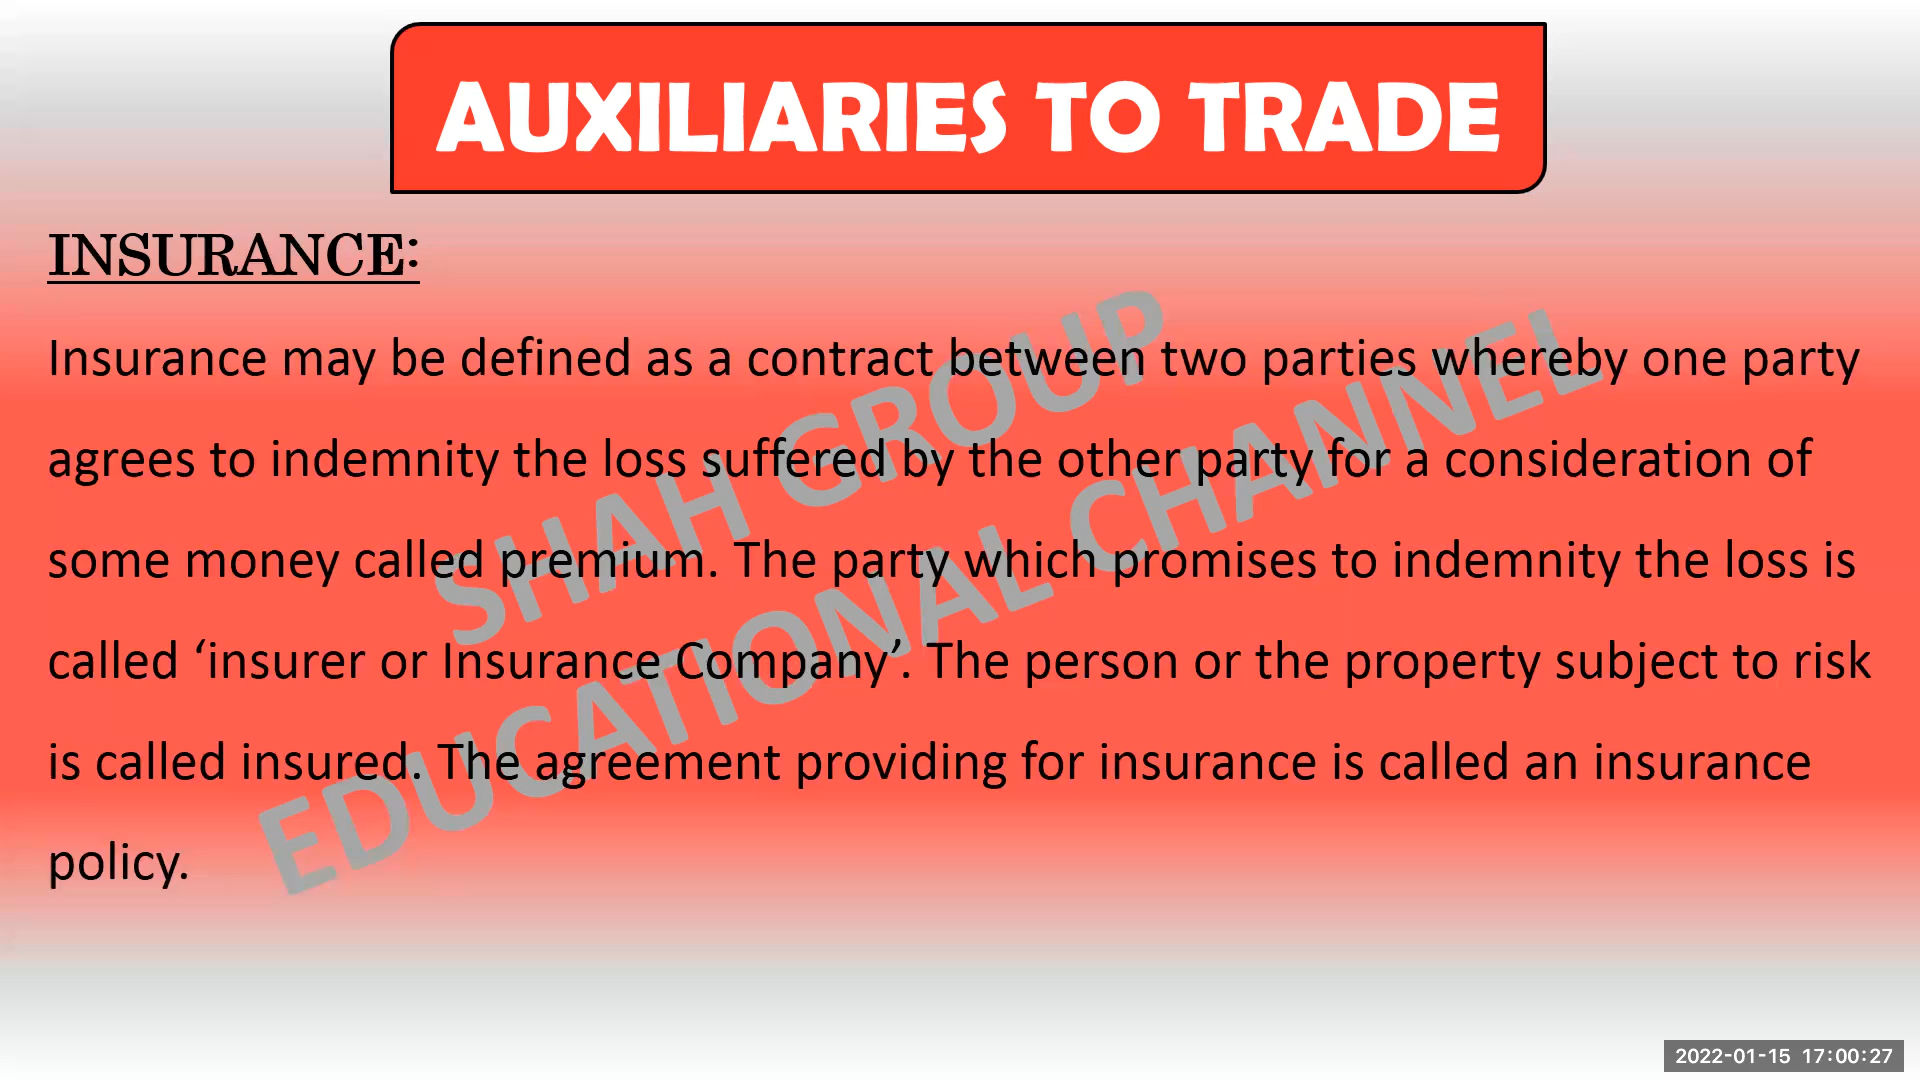 AUXILIARIES TO TRADE
INSURANCE:
Insurance may be defined as a contract between two parties whereby one party
agrees to indemnity the loss suffered by the other party for a consideration of
some money called premium. The party which promises to indemnity the loss is
called ‘insurer or Insurance Company’. The person or the property subject to risk
is called insured. The agreement providing for insurance is called an insurance
policy.
SHAH GROUP
EDUCATIONAL CHANNEL
2022-01-15 17:00:27